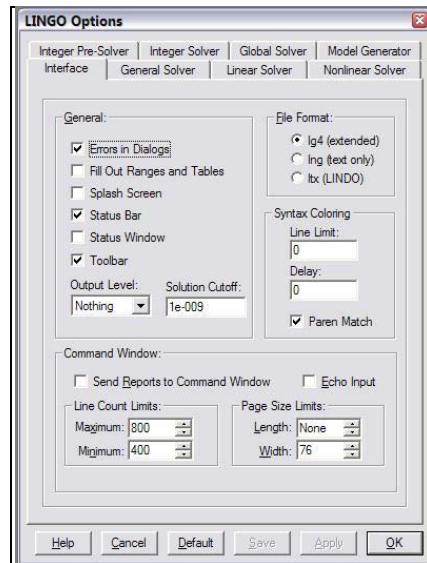 LINGO Options
Integer Pre-Solver Integer Solver Global Solver Model Generator
Interface General Solver Linear Solver Nonlinear Solver
General:
Errors in Dialogs
Fill Out Ranges and Tables
Splash Screen
Status Bar
Status Window
Toolbar
Output Level: Solution Cutoff:
Nothing 1e-009
File Format:
lg4 (extended)
lng (text only)
ltx (LINDO)
Syntax Coloring
Line Limit:
0
Delay:
0
Paren Match
Command Window:
Send Reports to Command Window Echo Input
Line Count Limits:
Maximum: 800
Minimum: 400
Page Size Limits:
Length: None
Width: 76
Help Cancel Default Save Apply OK